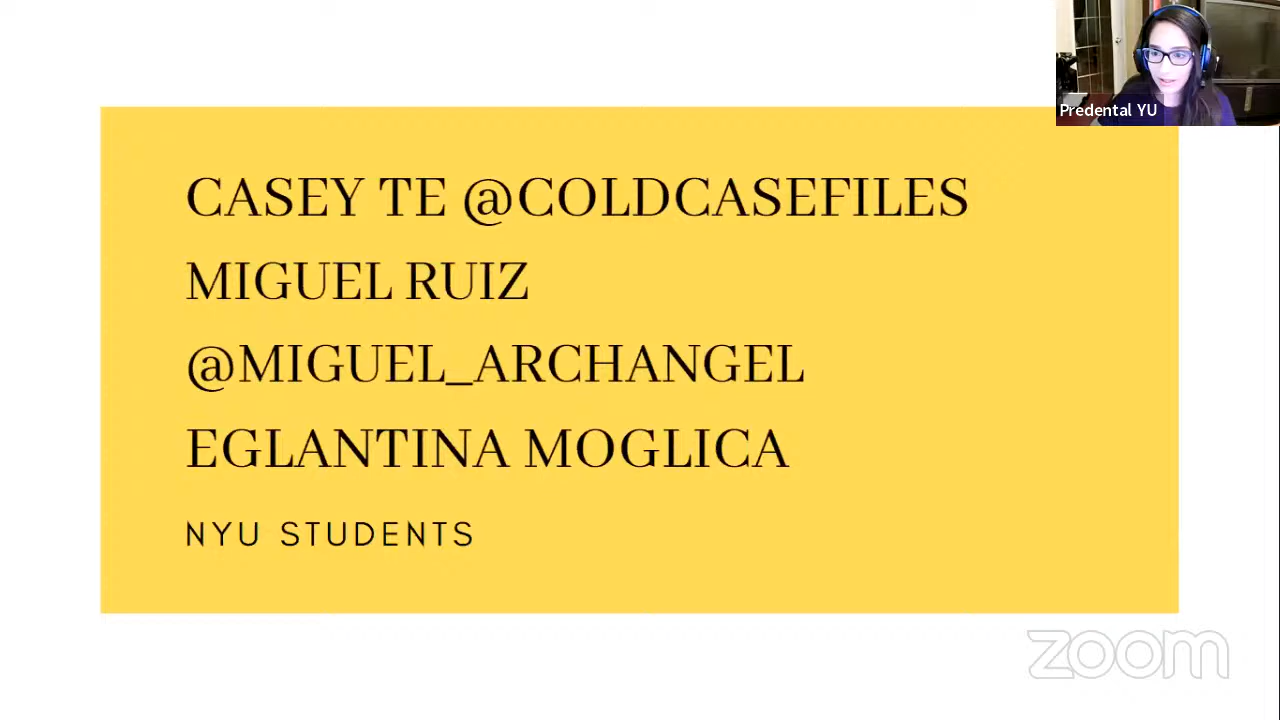 Predental YU
CASEY TE @COLDCASEFILES
MIGUEL RUIZ
@MIGUEL_ARCHANGEL
EGLANTINA MOGLICA
NYU STUDENTS
zoom